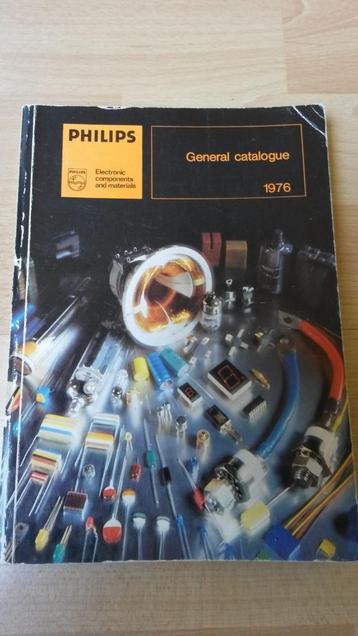 PHILIPS
PHILIPS
Electronic
components
and materials
General catalogue
1976